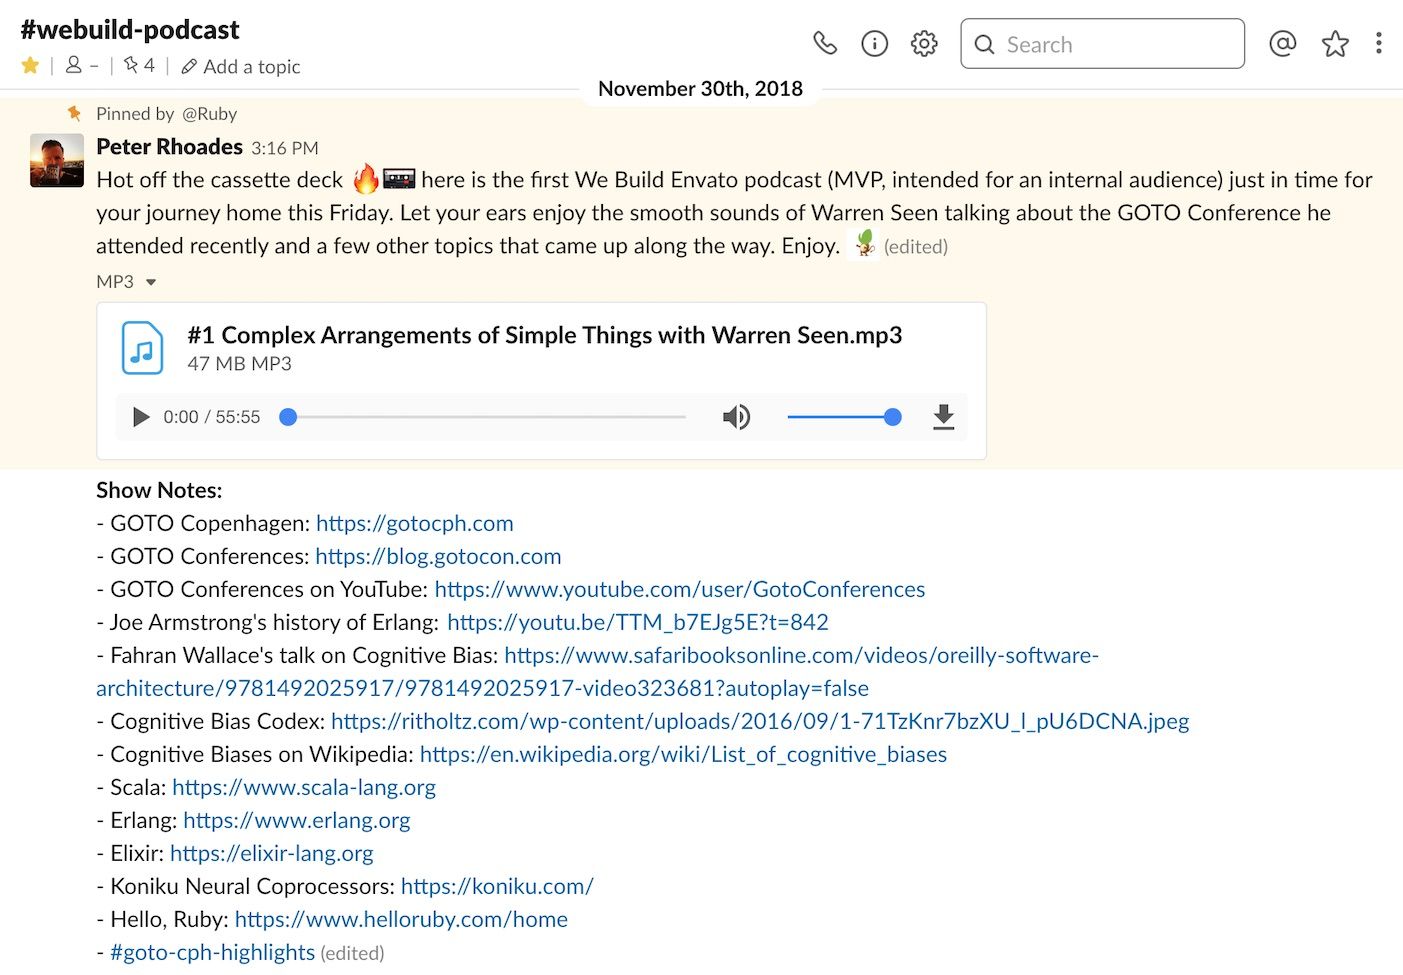 #webuild-podcast
– 4 Add a topic
Search
November 30th, 2018
Pinned by @Ruby
Peter Rhoades 3:16 PM
Hot off the cassette deck here is the first We Build Envato podcast (MVP, intended for an internal audience) just in time for
your journey home this Friday. Let your ears enjoy the smooth sounds of Warren Seen talking about the GOTO Conference he
attended recently and a few other topics that came up along the way. Enjoy. (edited)
MP3
#1 Complex Arrangements of Simple Things with Warren Seen.mp3
47 MB MP3
0:00 / 55:55
Show Notes:
- GOTO Copenhagen: https://gotocph.com
- GOTO Conferences: https://blog.gotocon.com
- GOTO Conferences on YouTube: https://www.youtube.com/user/GotoConferences
- Joe Armstrong's history of Erlang: https://youtu.be/TTM_b7EJg5E?t=842
- Fahran Wallace's talk on Cognitive Bias: https://www.safaribooksonline.com/videos/oreilly-software-
architecture/9781492025917/9781492025917-video323681?autoplay=false
- Cognitive Bias Codex: https://ritholtz.com/wp-content/uploads/2016/09/1-71TzKnr7bzXU_l_pU6DCNA.jpeg
- Cognitive Biases on Wikipedia: https://en.wikipedia.org/wiki/List_of_cognitive_biases
- Scala: https://www.scala-lang.org
- Erlang: https://www.erlang.org
- Elixir: https://elixir-lang.org
- Koniku Neural Coprocessors: https://koniku.com/
- Hello, Ruby: https://www.helloruby.com/home
- #goto-cph-highlights (edited)